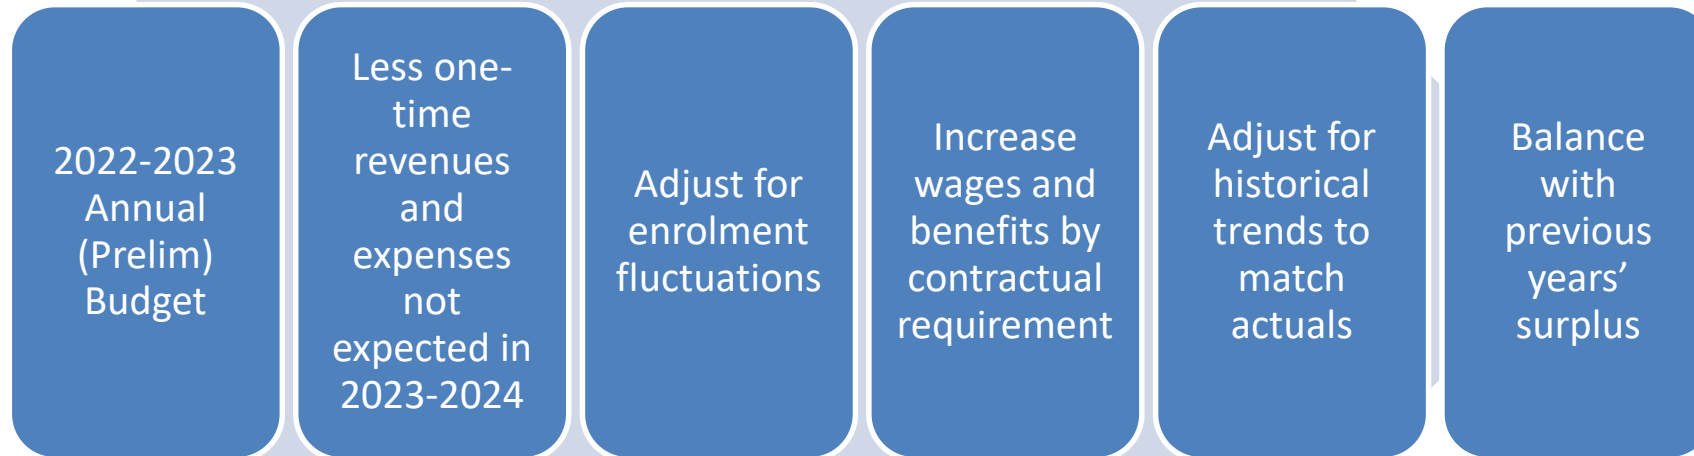 2022-2023
Annual
(Prelim)
Budget
Less one-
time
revenues
and
expenses
not
expected in
2023-2024
Adjust for
enrolment
fluctuations
Increase
wages and
benefits by
contractual
requirement
Adjust for
historical
trends to
match
actuals
Balance
with
previous
years’
surplus